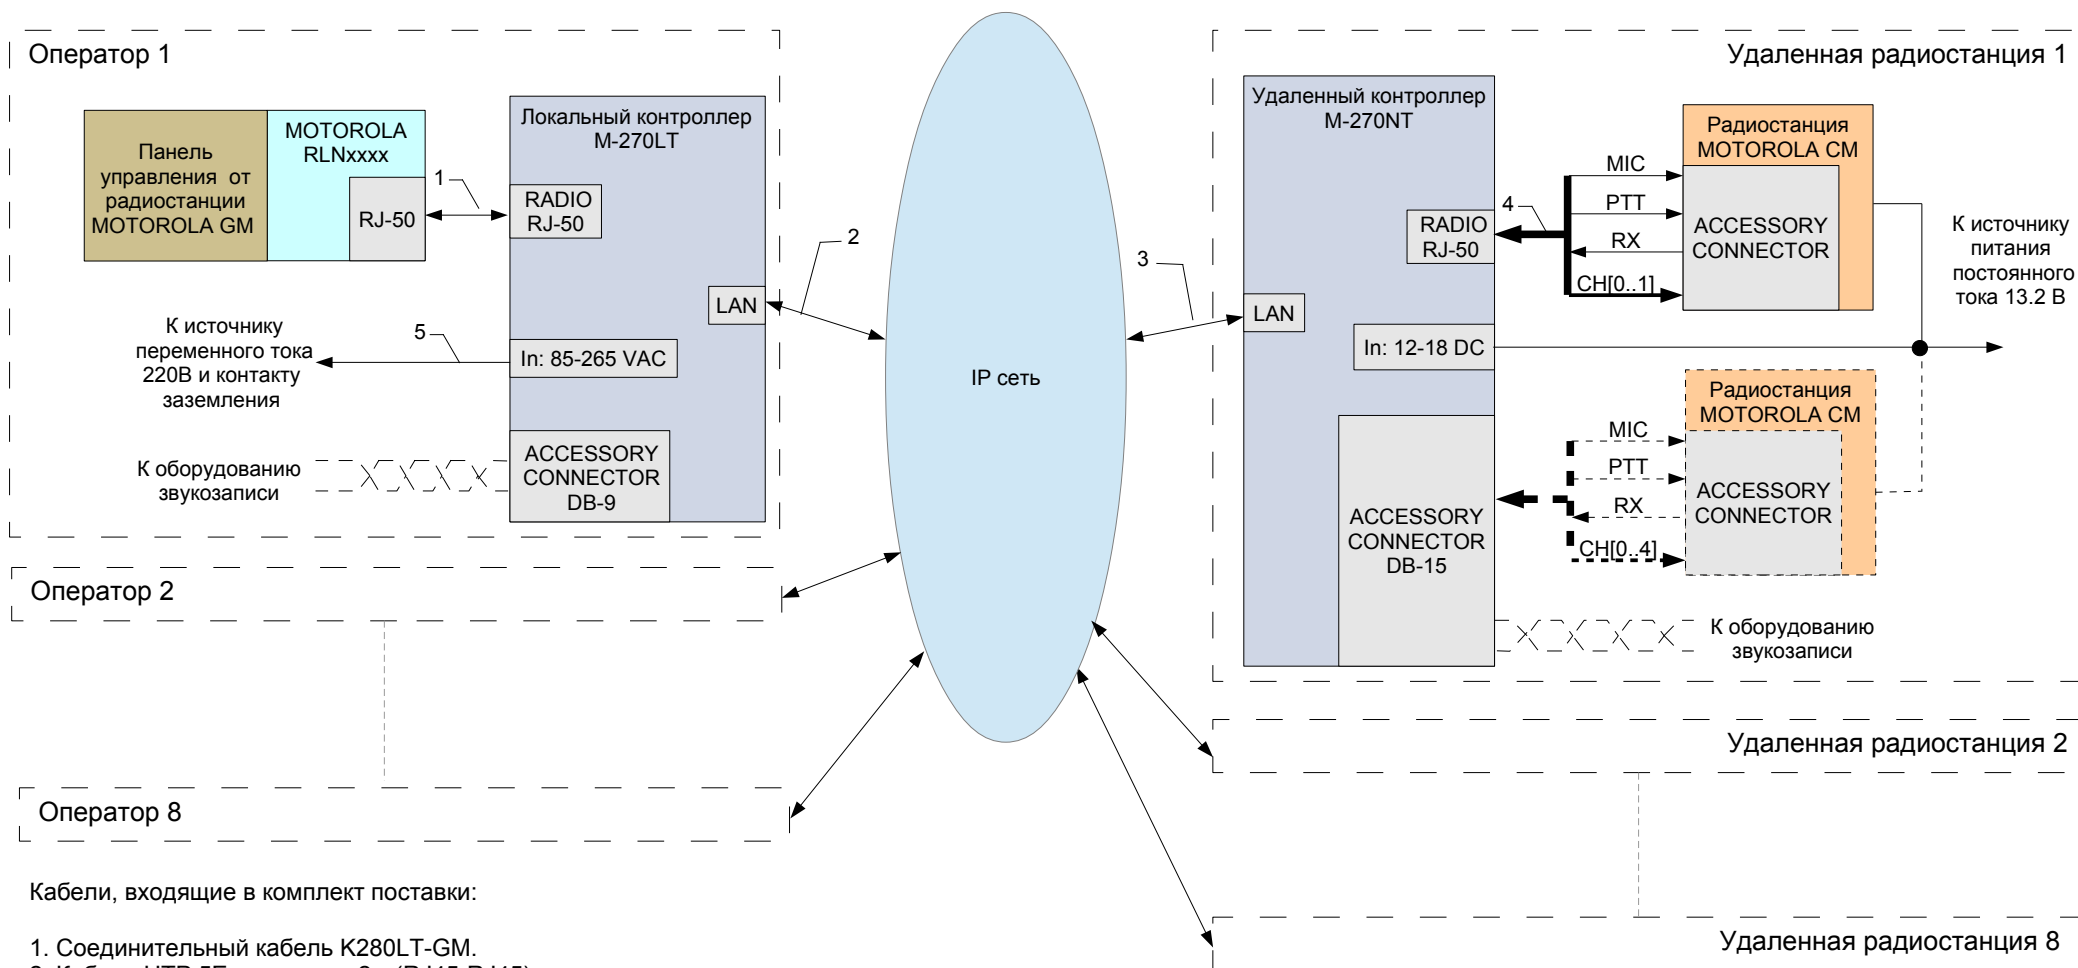 Оператор 1
Панель
управления от
радиостанции
MOTOROLA GM
MOTOROLA
RLNxxxx
RJ-50
1
Локальный контроллер
M-270LT
RADIO
RJ-50
LAN
2
К источнику
переменного тока
220В и контакту
заземления
5
In: 85-265 VAC
К оборудованию
звукозаписи
ACCESSORY
CONNECTOR
DB-9
Оператор 2
Оператор 8
IP сеть
Удаленная радиостанция 1
Удаленный контроллер
M-270NT
3
LAN
RADIO
RJ-50
4
MIC
PTT
RX
CH[0..1]
Радиостанция
MOTOROLA CM
ACCESSORY
CONNECTOR
К источнику
питания
постоянного
тока 13.2 В
In: 12-18 DC
ACCESSORY
CONNECTOR
DB-15
MIC
PTT
RX
CH[0..4]
Радиостанция
MOTOROLA CM
ACCESSORY
CONNECTOR
К оборудованию
звукозаписи
Удаленная радиостанция 2
Удаленная радиостанция 8
Кабели, входящие в комплект поставки:
1. Соединительный кабель K280LT-GM.